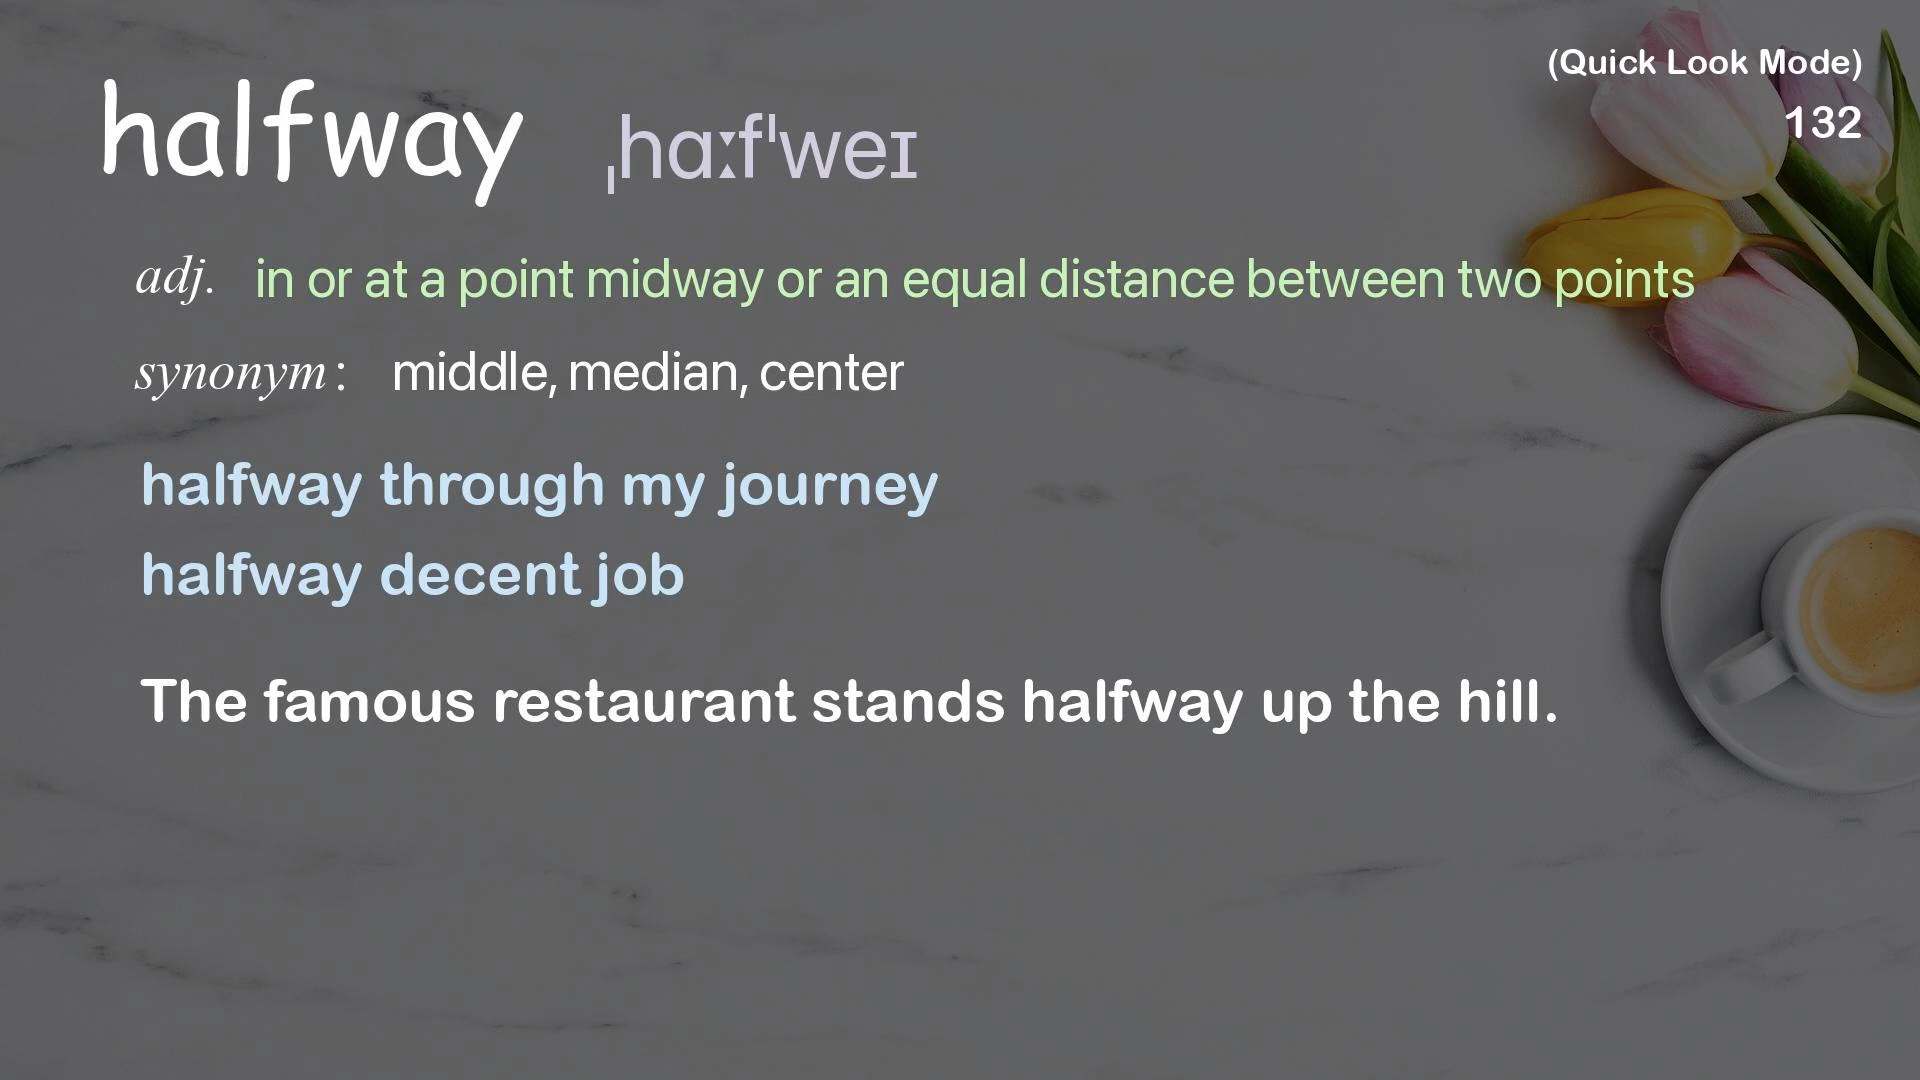 (Quick Look Mode)
132
halfway ˌhɑːfˈweɪ
adj. in or at a point midway or an equal distance between two points
synonym: middle, median, center
halfway through my journey
halfway decent job
The famous restaurant stands halfway up the hill.